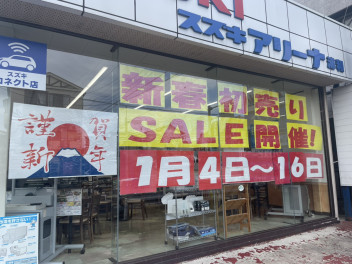 スズキアリーナ
スズキ
コネクト店
謹賀
新年
新春初売り
SALE開催!
1月4日〜16日